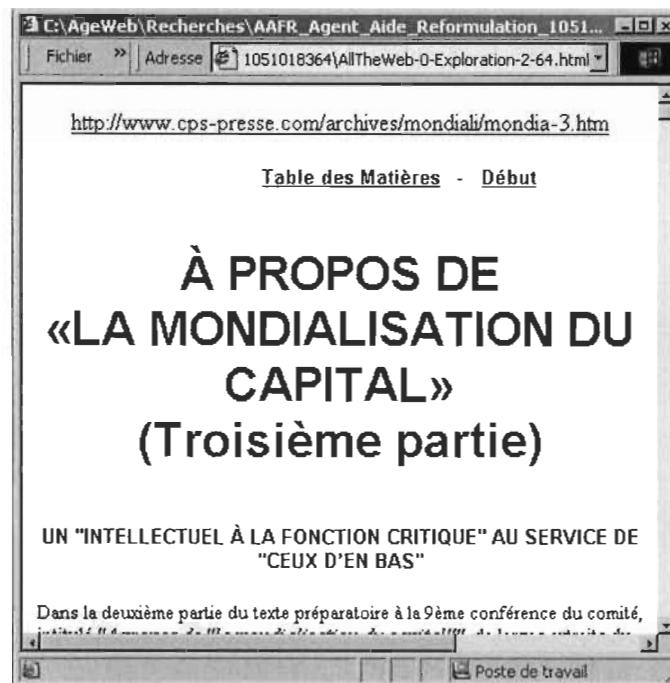 C:\AgeWeb\Recherches\AAFR_Agent_Aide_Reformulation_1051...
Fichier » Adresse 1051018364\AllTheWeb-0-Exploration-2-64.html
http://www.cps-presse.com/archives/mondiali/mondia-3.htm
Table des Matières - Début
À PROPOS DE
«LA MONDIALISATION DU
CAPITAL»
(Troisième partie)
UN "INTELLECTUEL À LA FONCTION CRITIQUE" AU SERVICE DE
"CEUX D'EN BAS"
Dans la deuxième partie du texte préparatoire à la 9ème conférence du comité,
Poste de travail